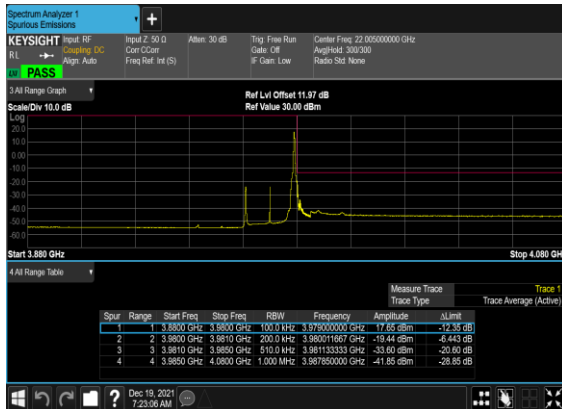 Spectrum Analyzer 1
Spurious Emissions
+
KEYSIGHT Input: RF Input Z: 50 Ω Atten: 30 dB Trig: Free Run Center Freq: 22.005000000 GHz
RL Coupling: DC Corr CCorr Gate: Off Avg|Hold: 300/300
Align: Auto Freq Ref: Int (S) IF Gain: Low Radio Std: None
PASS
3 All Range Graph
Ref Lvl Offset 11.97 dB
Scale/Div 10.0 dB Ref Value 30.00 dBm
Log
20.0
10.0
0.00
-10.0
-20.0
-30.0
-40.0
-50.0
-60.0
Start 3.880 GHz Stop 4.080 GH
4 All Range Table
Measure Trace Trace 1
Trace Type Trace Average (Active)
Spur Range Start Freq Stop Freq RBW Frequency Amplitude ΔLimit
1 1 3.8800 GHz 3.9800 GHz 100.0 kHz 3.979000000 GHz 17.65 dBm -12.35 dB
2 2 3.9800 GHz 3.9810 GHz 200.0 kHz 3.980011667 GHz -19.44 dBm -6.443 dB
3 3 3.9810 GHz 3.9850 GHz 510.0 kHz 3.981133333 GHz -33.60 dBm -20.60 dB
4 4 3.9850 GHz 4.0800 GHz 1.000 MHz 3.987850000 GHz -41.85 dBm -28.85 dB
? Dec 19, 2021
7:23:06 AM